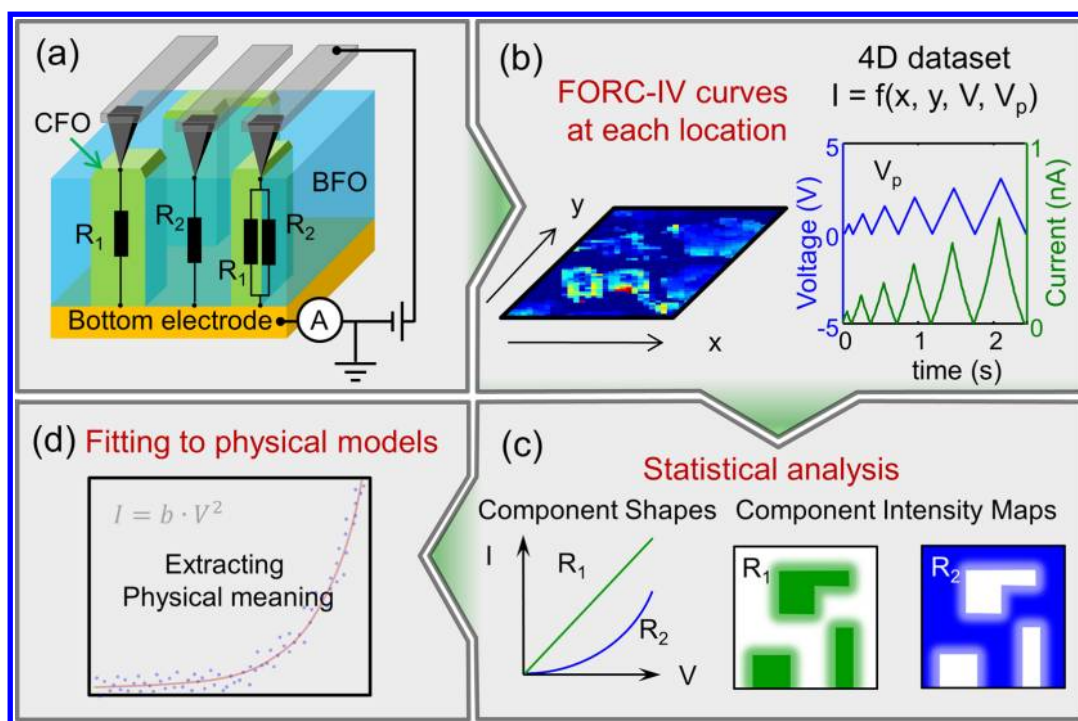 (a)
CFO
BFO
R₁
R₂
R₁
R₂
Bottom electrode
A
(b)
FORC-IV curves
at each location
4D dataset
I = f(x, y, V, Vₚ)
y
x
5
0
-5
Voltage (V)
Vₚ
1
0
Current (nA)
0
1
2
time (s)
(d)
Fitting to physical models
I = b · V²
Extracting
Physical meaning
(c)
Statistical analysis
Component Shapes
Component Intensity Maps
I
R₁
R₂
V
R₁
R₂